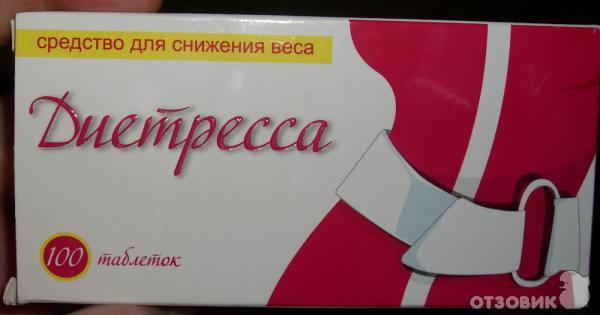 средство для снижения веса
Диетресса
100 таблеток
ОТЗОВИК